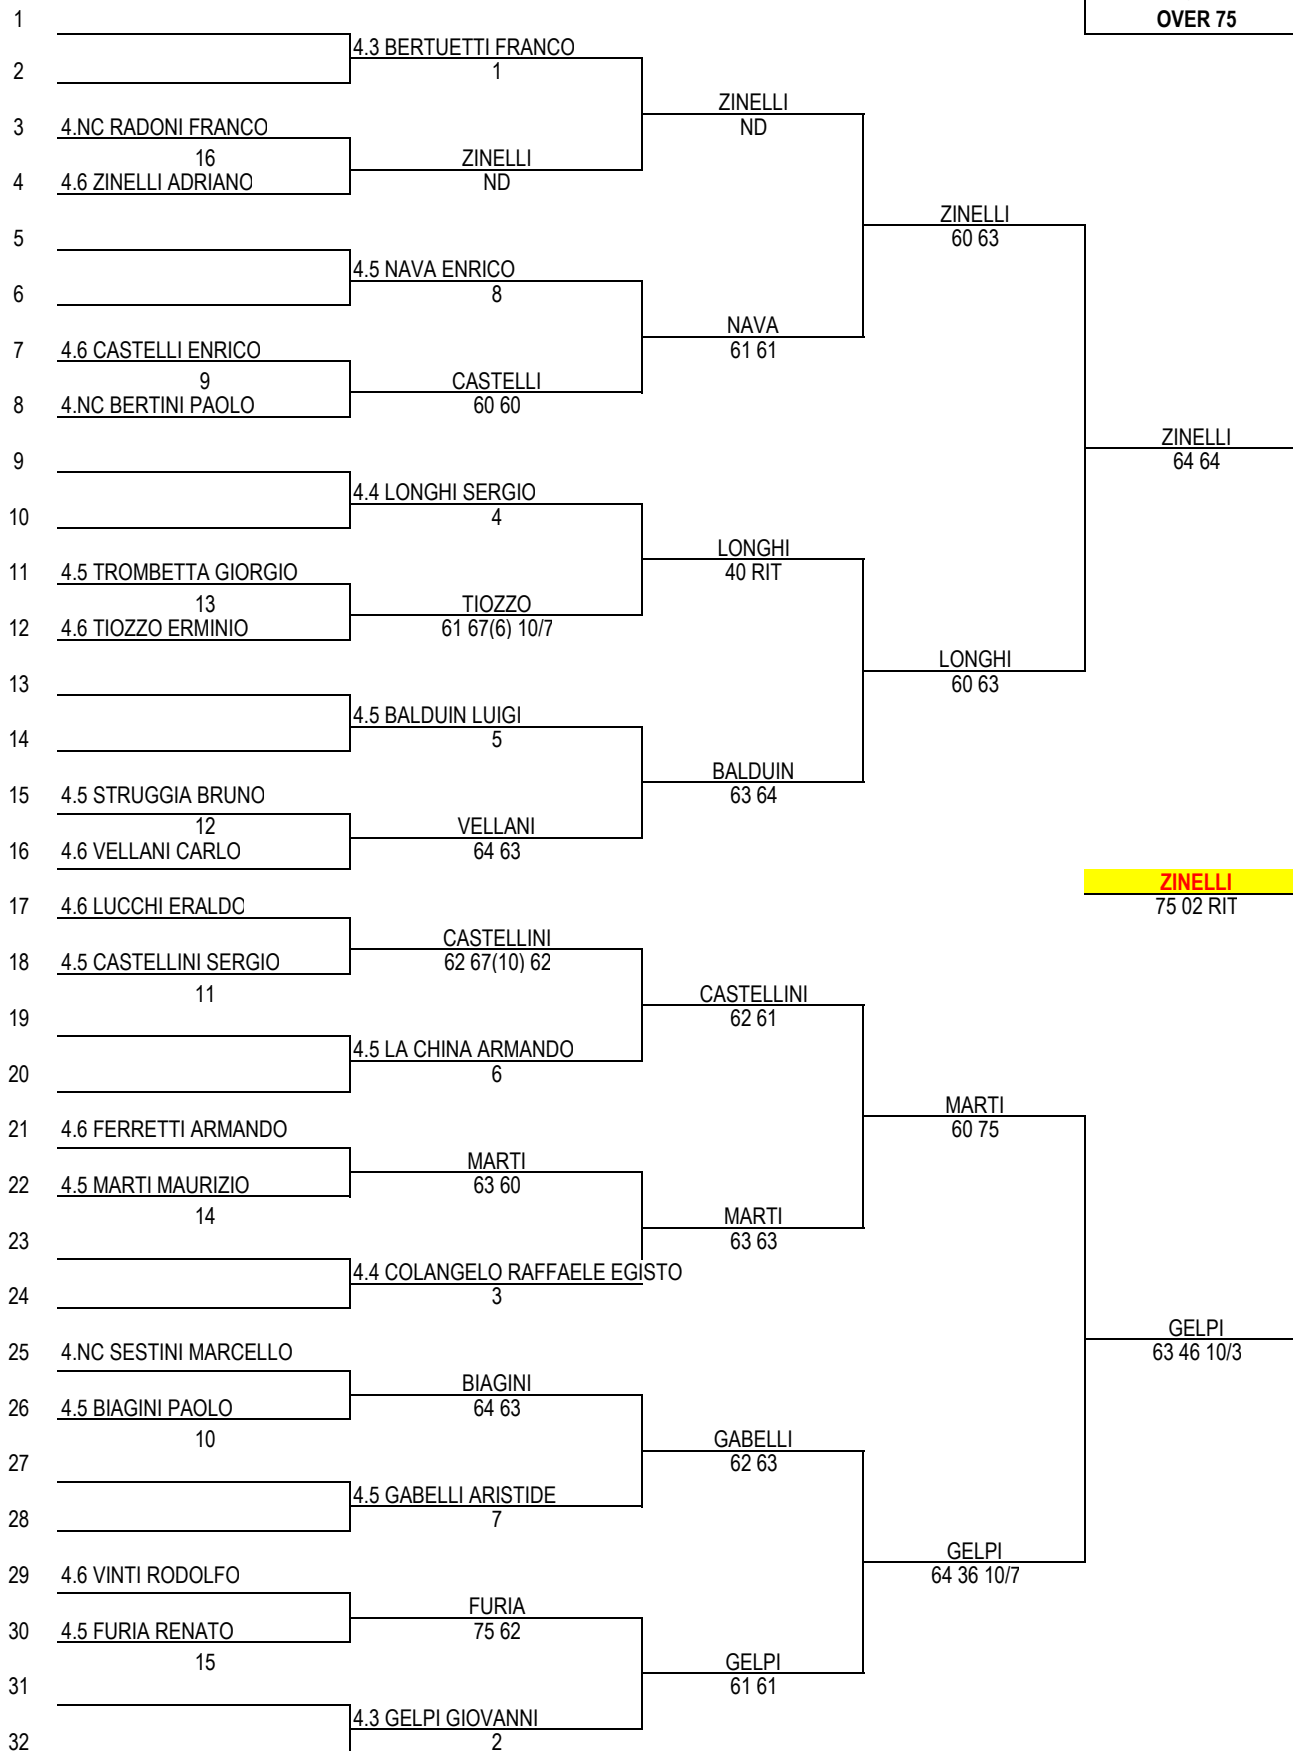 1
OVER 75
4.3 BERTUETTI FRANCO
2
1
ZINELLI
3
4.NC RADONI FRANCO
ND
16
ZINELLI
4
4.6 ZINELLI ADRIANO
ND
ZINELLI
5
60 63
4.5 NAVA ENRICO
6
8
NAVA
7
4.6 CASTELLI ENRICO
61 61
9
CASTELLI
8
4.NC BERTINI PAOLO
60 60
ZINELLI
9
64 64
4.4 LONGHI SERGIO
10
4
LONGHI
11
4.5 TROMBETTA GIORGIO
40 RIT
13
TIOZZO
12
4.6 TIOZZO ERMINIO
61 67(6) 10/7
LONGHI
13
60 63
4.5 BALDUIN LUIGI
14
5
BALDUIN
15
4.5 STRUGGIA BRUNO
63 64
12
VELLANI
16
4.6 VELLANI CARLO
64 63
ZINELLI
17
4.6 LUCCHI ERALDO
75 02 RIT
CASTELLINI
18
4.5 CASTELLINI SERGIO
62 67(10) 62
11
CASTELLINI
19
62 61
4.5 LA CHINA ARMANDO
20
6
MARTI
21
4.6 FERRETTI ARMANDO
60 75
MARTI
22
4.5 MARTI MAURIZIO
63 60
14
MARTI
23
63 63
4.4 COLANGELO RAFFAELE EGISTO
24
3
GELPI
25
4.NC SESTINI MARCELLO
63 46 10/3
BIAGINI
26
4.5 BIAGINI PAOLO
64 63
10
GABELLI
27
62 63
4.5 GABELLI ARISTIDE
28
7
GELPI
29
4.6 VINTI RODOLFO
64 36 10/7
FURIA
30
4.5 FURIA RENATO
75 62
15
GELPI
31
61 61
4.3 GELPI GIOVANNI
32
2